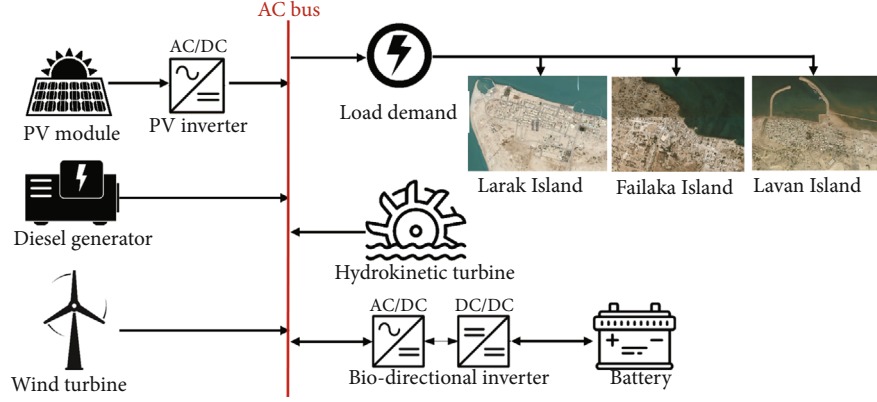 AC bus
AC/DC
PV module
PV inverter
Load demand
Larak Island
Failaka Island
Lavan Island
Diesel generator
Hydrokinetic turbine
AC/DC
DC/DC
Wind turbine
Bio-directional inverter
Battery